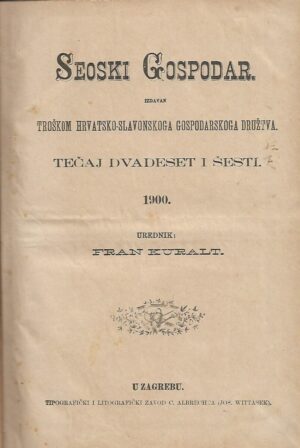 SEOSKI GOSPODAR.
IZDAVAN
TROŠKOM HRVATSKO-SLAVONSKOGA GOSPODARSKOGA DRUŽTVA.
TEČAJ DVADESET I ŠESTI.
1900.
UREDNIK:
FRAN KURALT.
U ZAGREBU.
TIPOGRAFIČKI I LITOGRAFIČKI ZAVOD C. ALBRECHTA (JOS. WITTASEK).